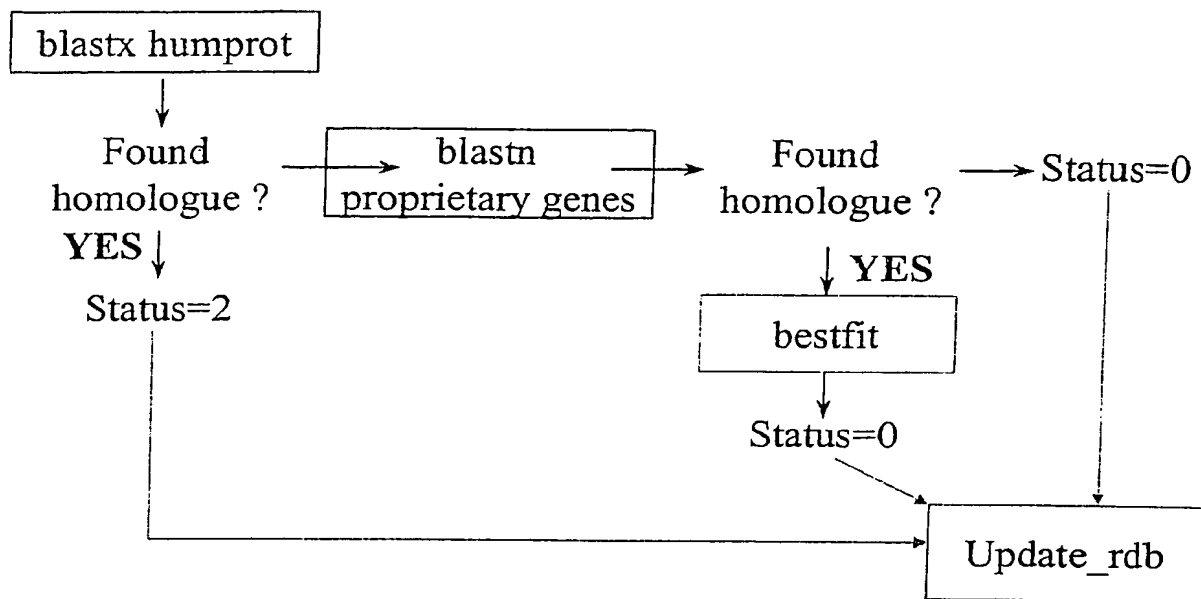 blastx humprot
Found
homologue ?
YES
Status=2
blastn
proprietary genes
Found
homologue ?
YES
bestfit
Status=0
Status=0
Update_rdb